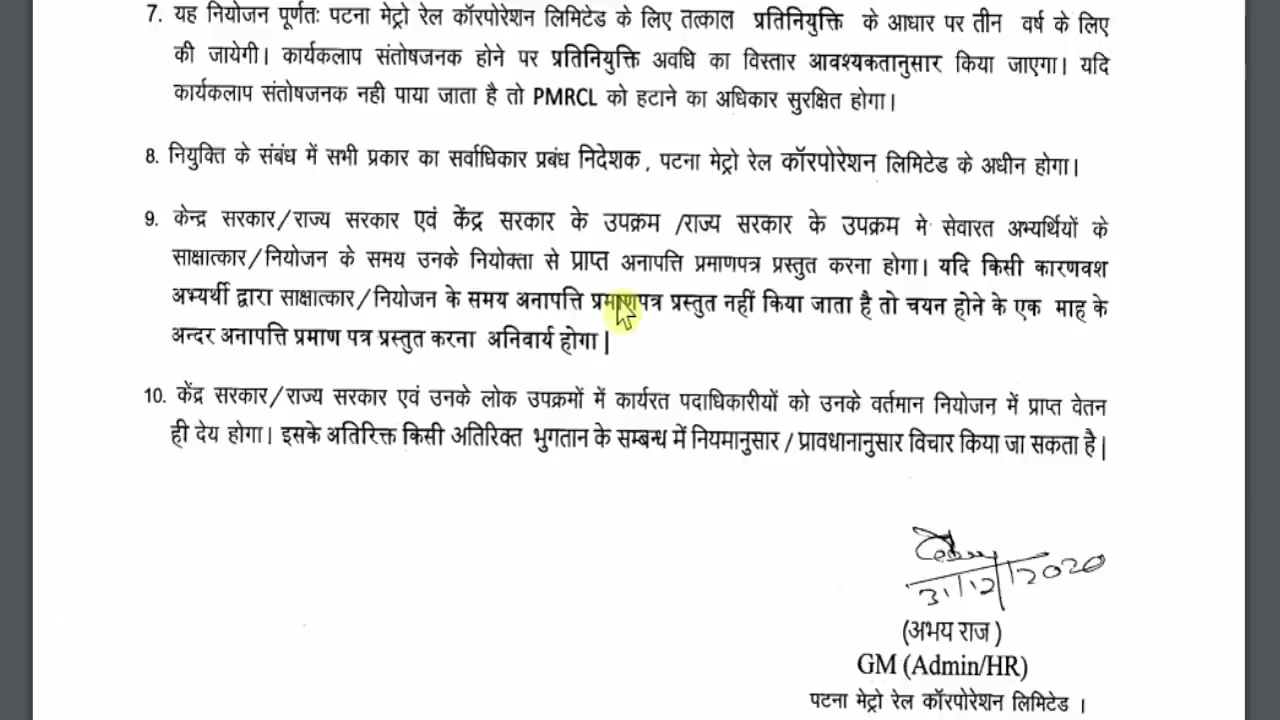 7. यह नियोजन पूर्णतः पटना मेट्रो रेल कॉरपोरेशन लिमिटेड के लिए तत्काल प्रतिनियुक्ति के आधार पर तीन वर्ष के लिए
की जायेगी। कार्यकलाप संतोषजनक होने पर प्रतिनियुक्ति अवधि का विस्तार आवश्यकतानुसार किया जाएगा। यदि
कार्यकलाप संतोषजनक नही पाया जाता है तो PMRCL को हटाने का अधिकार सुरक्षित होगा।
8. नियुक्ति के संबंध में सभी प्रकार का सर्वाधिकार प्रबंध निदेशक, पटना मेट्रो रेल कॉरपोरेशन लिमिटेड के अधीन होगा।
9. केन्द्र सरकार/राज्य सरकार एवं केंद्र सरकार के उपक्रम /राज्य सरकार के उपक्रम मे सेवारत अभ्यर्थियों के
साक्षात्कार/नियोजन के समय उनके नियोक्ता से प्राप्त अनापत्ति प्रमाणपत्र प्रस्तुत करना होगा। यदि किसी कारणवश
अभ्यर्थी द्वारा साक्षात्कार/नियोजन के समय अनापत्ति प्रमाणपत्र प्रस्तुत नहीं किया जाता है तो चयन होने के एक माह के
अन्दर अनापत्ति प्रमाण पत्र प्रस्तुत करना अनिवार्य होगा|
10. केंद्र सरकार/राज्य सरकार एवं उनके लोक उपक्रमों में कार्यरत पदाधिकारीयों को उनके वर्तमान नियोजन में प्राप्त वेतन
ही देय होगा। इसके अतिरिक्त किसी अतिरिक्त भुगतान के सम्बन्ध में नियमानुसार / प्रावधानानुसार विचार किया जा सकता है|
31/12/2020
(अभय राज)
GM (Admin/HR)
पटना मेट्रो रेल कॉरपोरेशन लिमिटेड ।